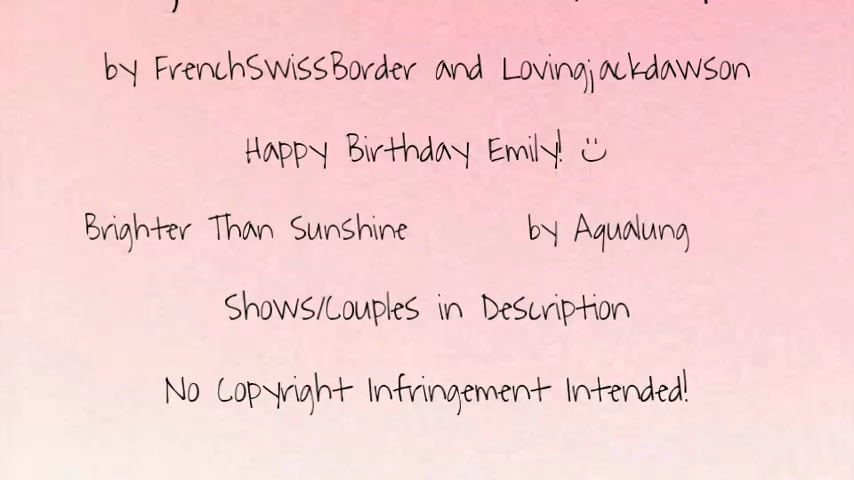 by FrenchSwissBorder and Lovingjackdawson
Happy Birthday Emily! :)
Brighter Than Sunshine by Aqualung
Shows/Couples in Description
No Copyright Infringement Intended!